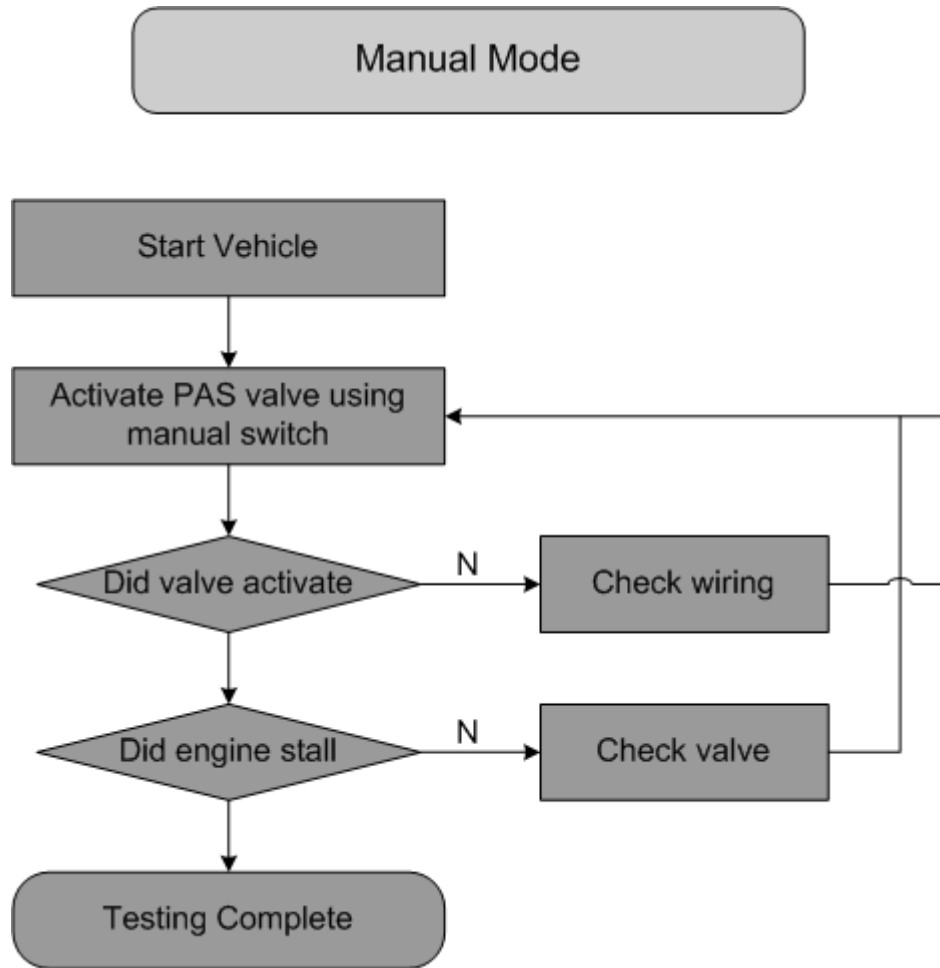 Manual Mode
Start Vehicle
Activate PAS valve using
manual switch
Did valve activate
N
Check wiring
Did engine stall
N
Check valve
Testing Complete